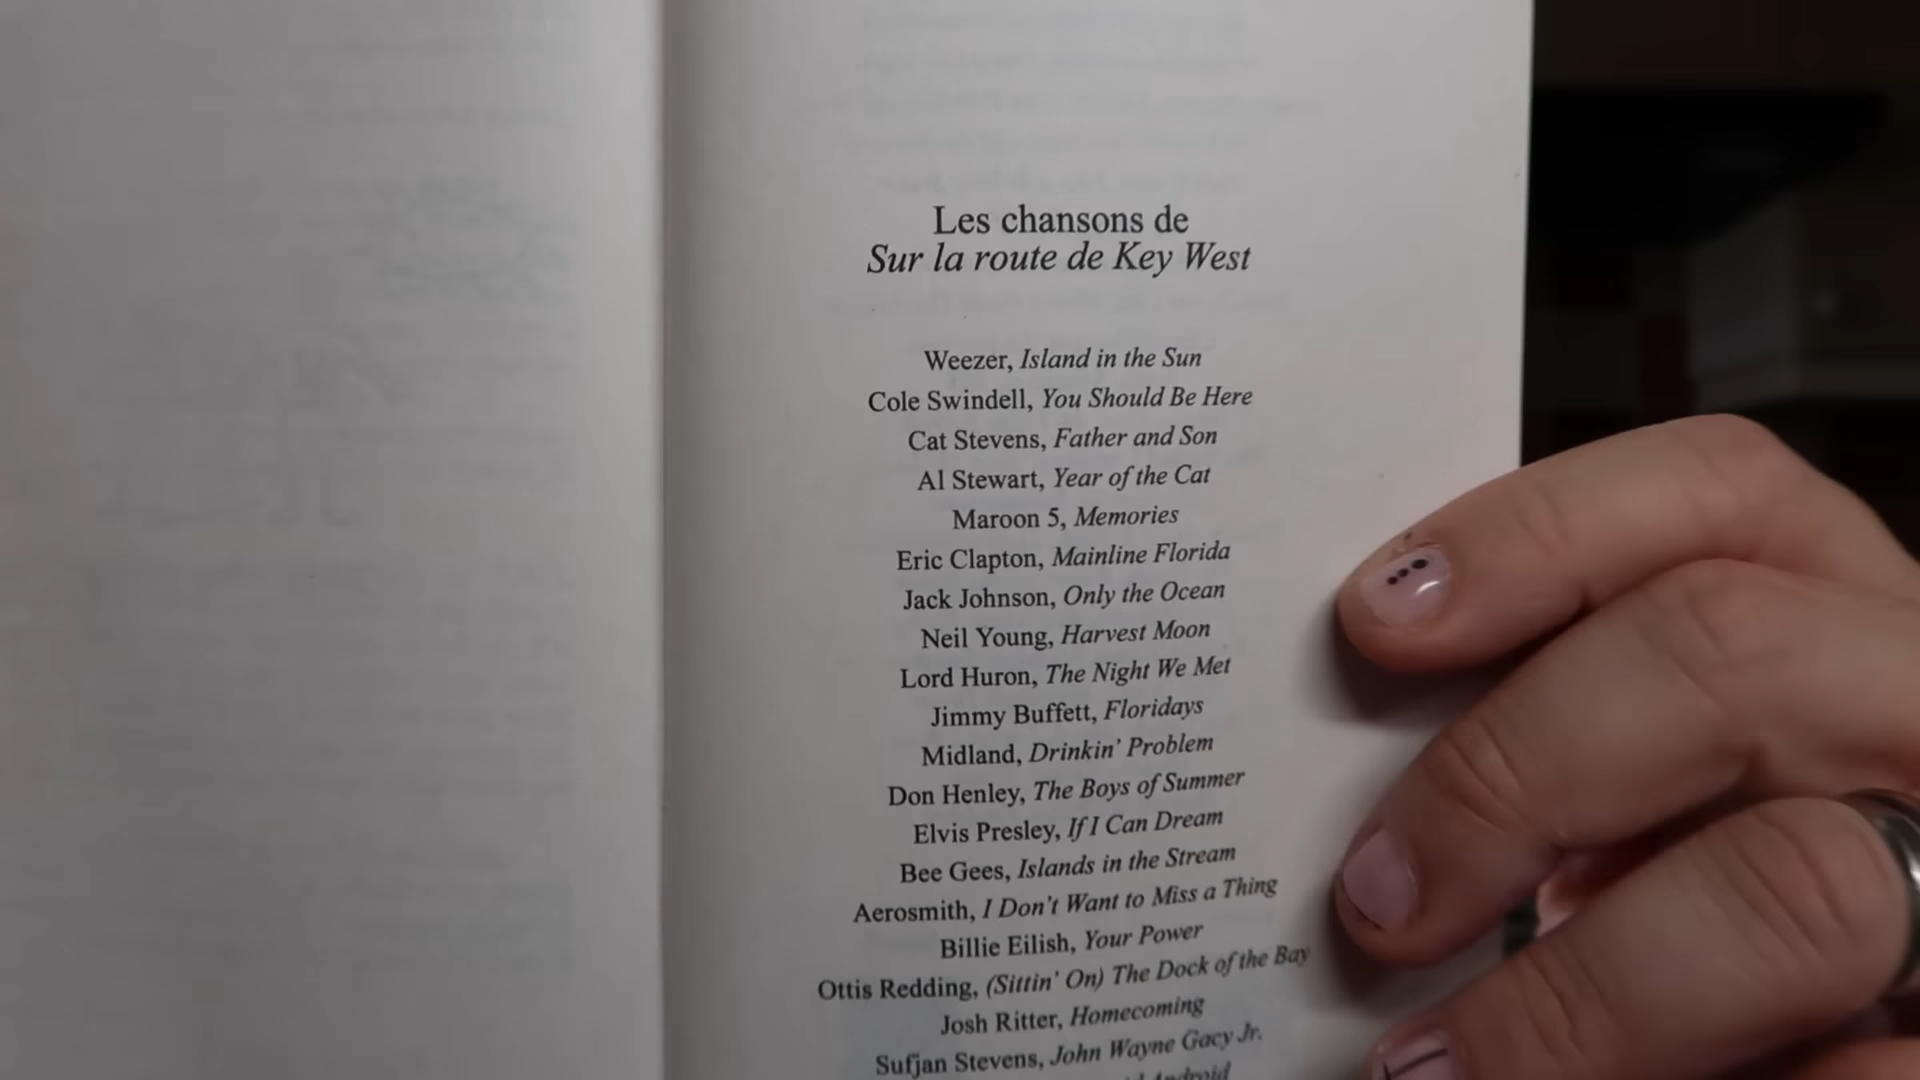 Les chansons de
Sur la route de Key West
Weezer, Island in the Sun
Cole Swindell, You Should Be Here
Cat Stevens, Father and Son
Al Stewart, Year of the Cat
Maroon 5, Memories
Eric Clapton, Mainline Florida
Jack Johnson, Only the Ocean
Neil Young, Harvest Moon
Lord Huron, The Night We Met
Jimmy Buffett, Floridays
Midland, Drinkin' Problem
Don Henley, The Boys of Summer
Elvis Presley, If I Can Dream
Bee Gees, Islands in the Stream
Aerosmith, I Don't Want to Miss a Thing
Billie Eilish, Your Power
Ottis Redding, (Sittin' On) The Dock of the Bay
Josh Ritter, Homecoming
Sufjan Stevens, John Wayne Gacy Jr.
Android